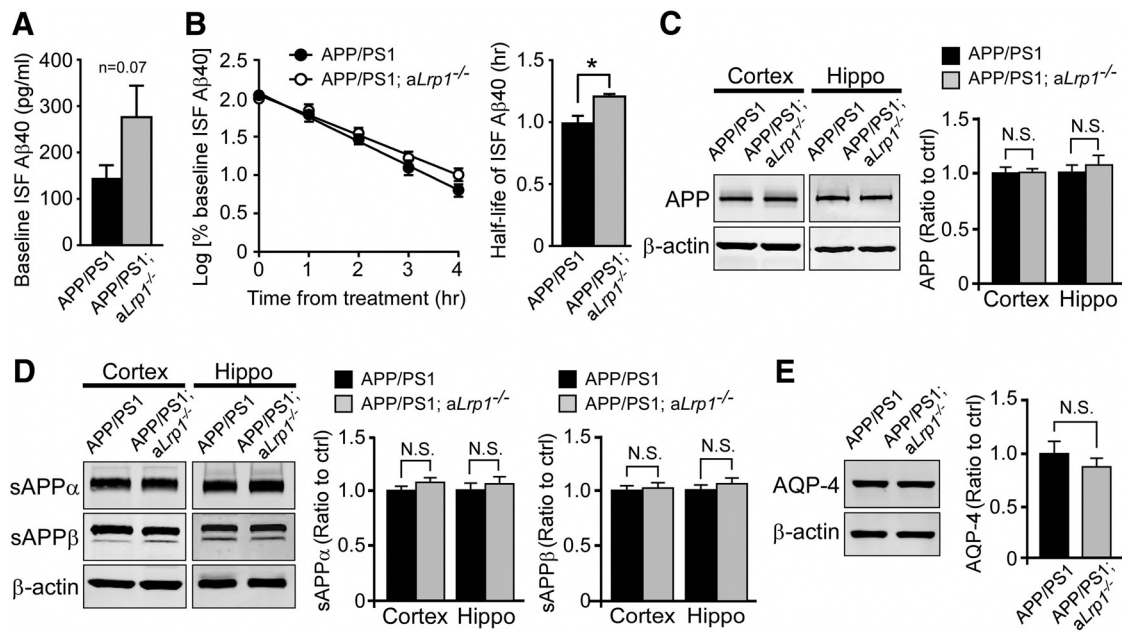 A
Baseline ISF Aβ40 (pg/ml)
400
300
200
100
0
n=0.07
APP/PS1
APP/PS1;
aLrp1-/-
B
APP/PS1
APP/PS1; aLrp1-/-
Log [% baseline ISF Aβ40]
2.5
2.0
1.5
1.0
0.5
0
0 1 2 3 4
Time from treatment (hr)
Half-life of ISF Aβ40 (hr)
1.5
1.0
0.5
0
*
APP/PS1
APP/PS1;
aLrp1-/-
C
Cortex Hippo
APP/PS1
APP/PS1;
aLrp1-/-
APP/PS1
APP/PS1;
aLrp1-/-
APP
β-actin
APP/PS1
APP/PS1; aLrp1-/-
APP (Ratio to ctrl)
1.5
1.0
0.5
0
N.S. N.S.
Cortex Hippo
D
Cortex Hippo
APP/PS1
APP/PS1;
aLrp1-/-
APP/PS1
APP/PS1;
aLrp1-/-
sAPPα
sAPPβ
β-actin
APP/PS1
APP/PS1; aLrp1-/-
sAPPα (Ratio to ctrl)
1.5
1.0
0.5
0
N.S. N.S.
Cortex Hippo
APP/PS1
APP/PS1; aLrp1-/-
sAPPβ (Ratio to ctrl)
1.5
1.0
0.5
0
N.S. N.S.
Cortex Hippo
E
APP/PS1
APP/PS1;
aLrp1-/-
AQP-4
β-actin
AQP-4 (Ratio to ctrl)
1.5
1.0
0.5
0
N.S.
APP/PS1
APP/PS1;
aLrp1-/-